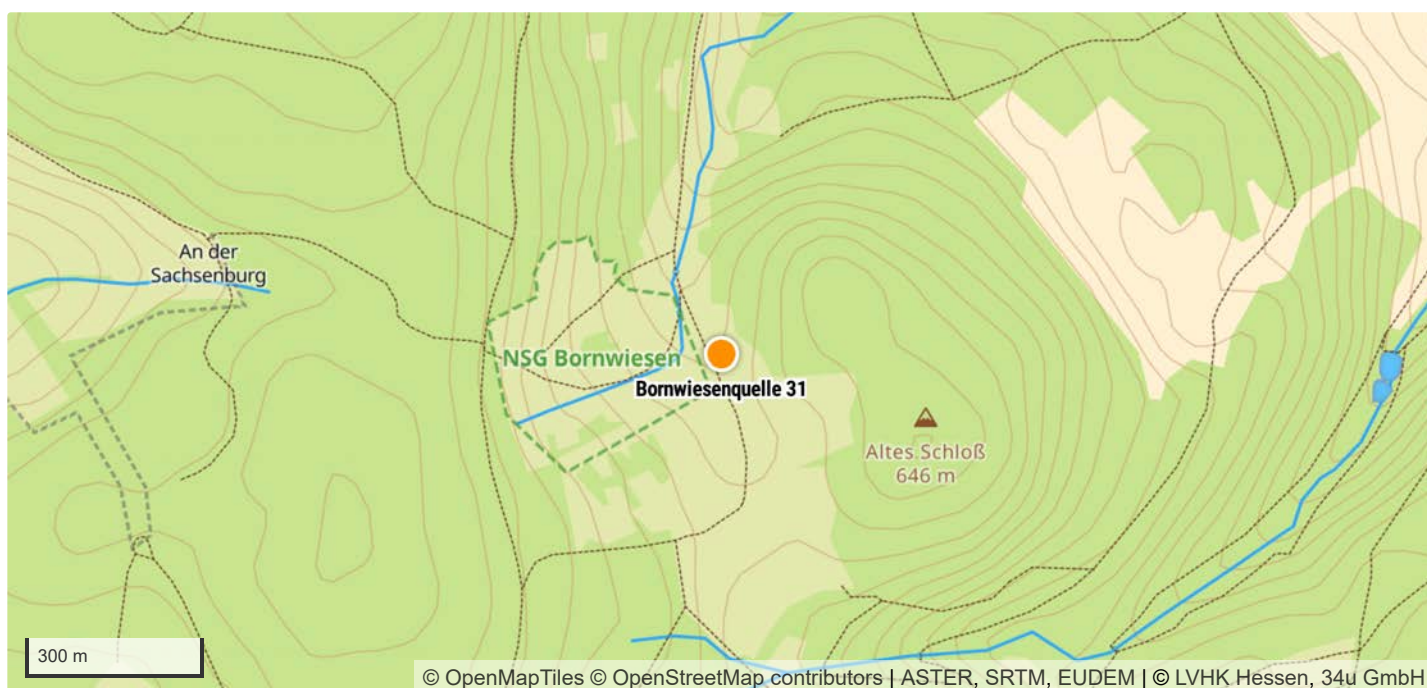 An der
Sachsenburg
NSG Bornwiesen
Bornwiesenquelle 31
Altes Schloß
646 m
300 m
© OpenMapTiles © OpenStreetMap contributors | ASTER, SRTM, EUDEM | © LVHK Hessen, 34u GmbH